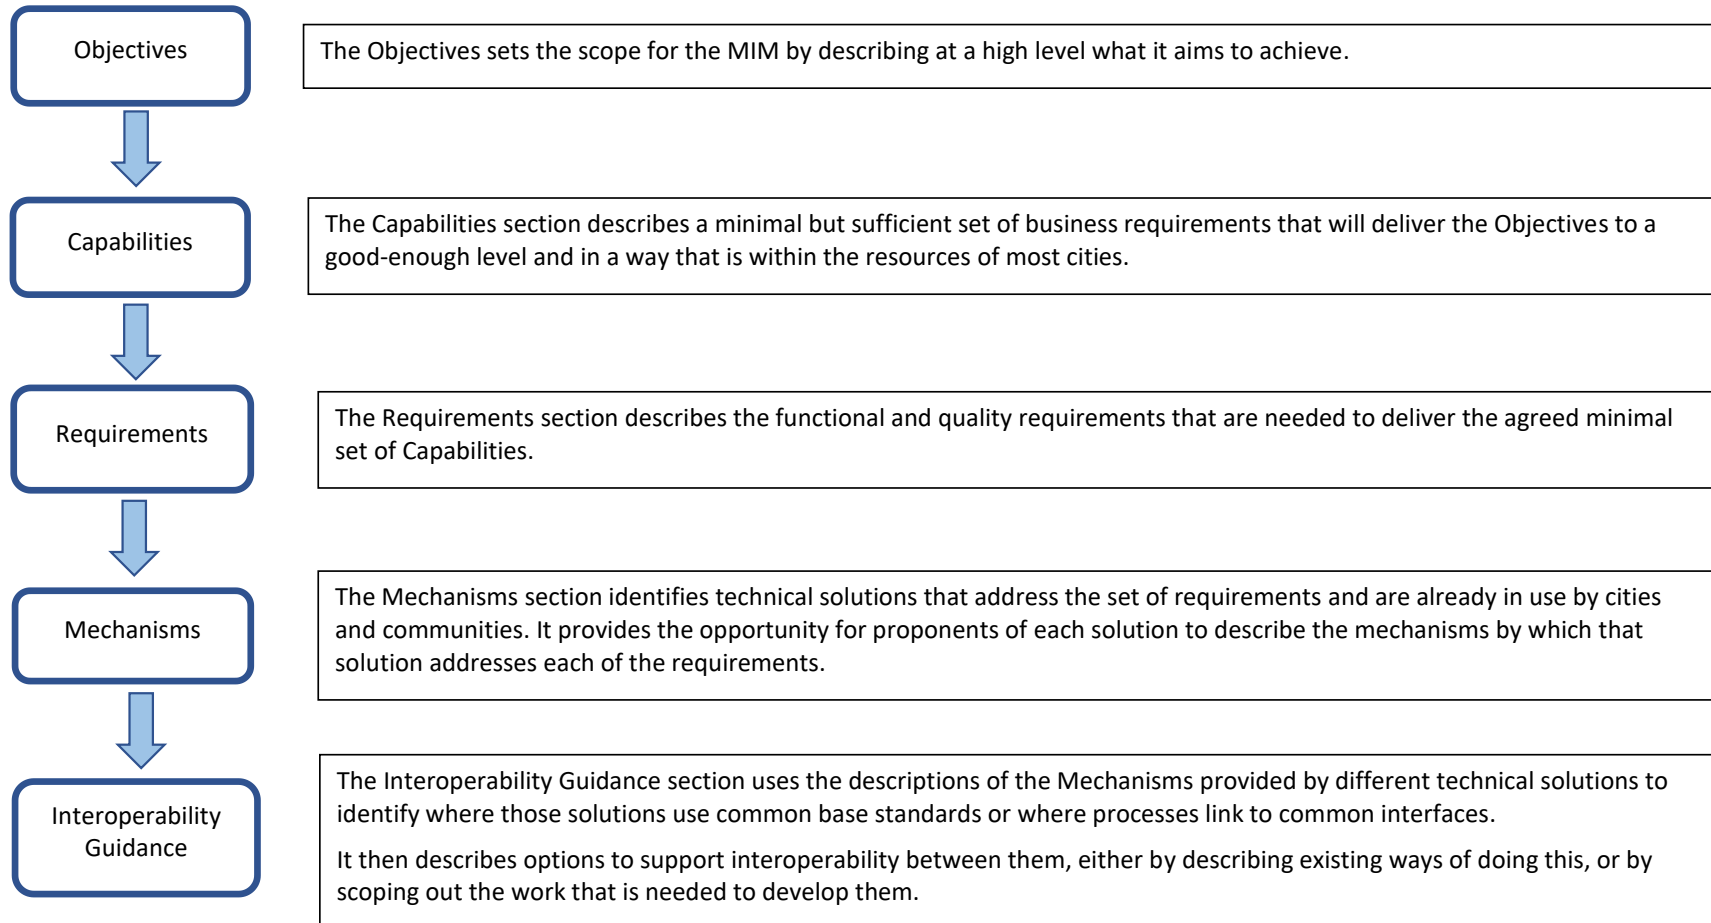 Objectives
The Objectives sets the scope for the MIM by describing at a high level what it aims to achieve.
Capabilities
The Capabilities section describes a minimal but sufficient set of business requirements that will deliver the Objectives to a
good-enough level and in a way that is within the resources of most cities.
Requirements
The Requirements section describes the functional and quality requirements that are needed to deliver the agreed minimal
set of Capabilities.
Mechanisms
The Mechanisms section identifies technical solutions that address the set of requirements and are already in use by cities
and communities. It provides the opportunity for proponents of each solution to describe the mechanisms by which that
solution addresses each of the requirements.
Interoperability
Guidance
The Interoperability Guidance section uses the descriptions of the Mechanisms provided by different technical solutions to
identify where those solutions use common base standards or where processes link to common interfaces.
It then describes options to support interoperability between them, either by describing existing ways of doing this, or by
scoping out the work that is needed to develop them.